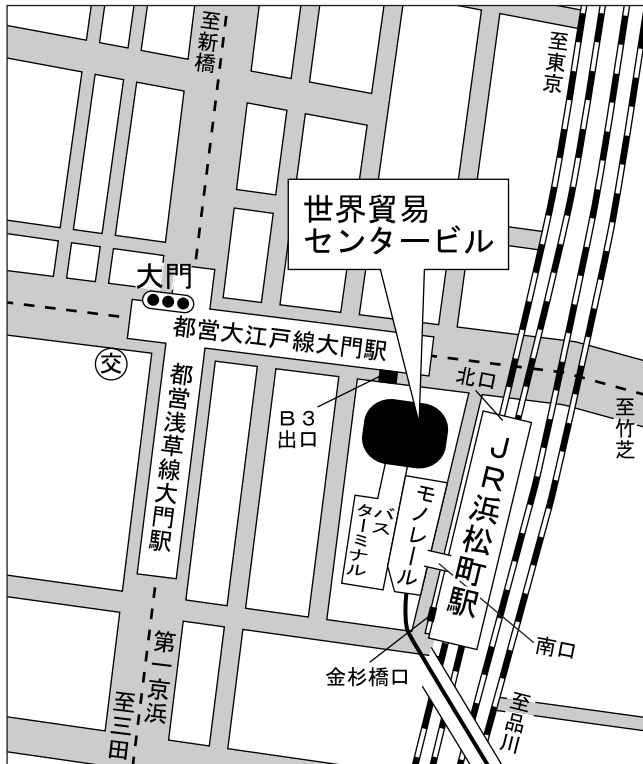 至新橋
至東京
世界貿易
センタービル
大門
都営大江戸線大門駅
交
都営浅草線大門駅
B3
出口
北口
至竹芝
JR浜松町駅
モノレール
バス
ターミナル
南口
金杉橋口
第一京浜
至三田
至品川